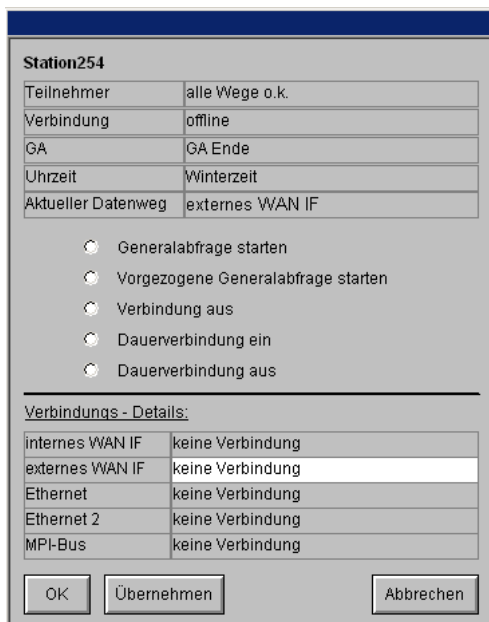 Station254
Teilnehmer alle Wege o.k.
Verbindung offline
GA GA Ende
Uhrzeit Winterzeit
Aktueller Datenweg externes WAN IF
Generalabfrage starten
Vorgezogene Generalabfrage starten
Verbindung aus
Dauerverbindung ein
Dauerverbindung aus
Verbindungs - Details:
internes WAN IF keine Verbindung
externes WAN IF keine Verbindung
Ethernet keine Verbindung
Ethernet 2 keine Verbindung
MPI-Bus keine Verbindung
OK Übernehmen Abbrechen